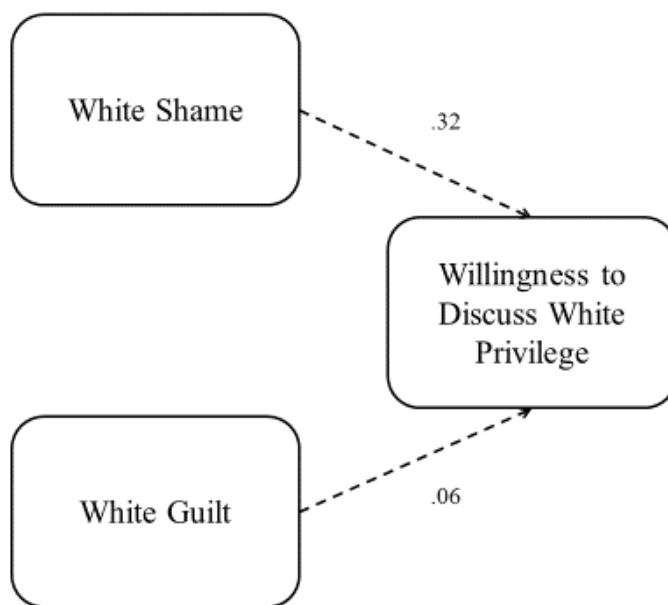 White Shame
.32
Willingness to
Discuss White
Privilege
White Guilt
.06